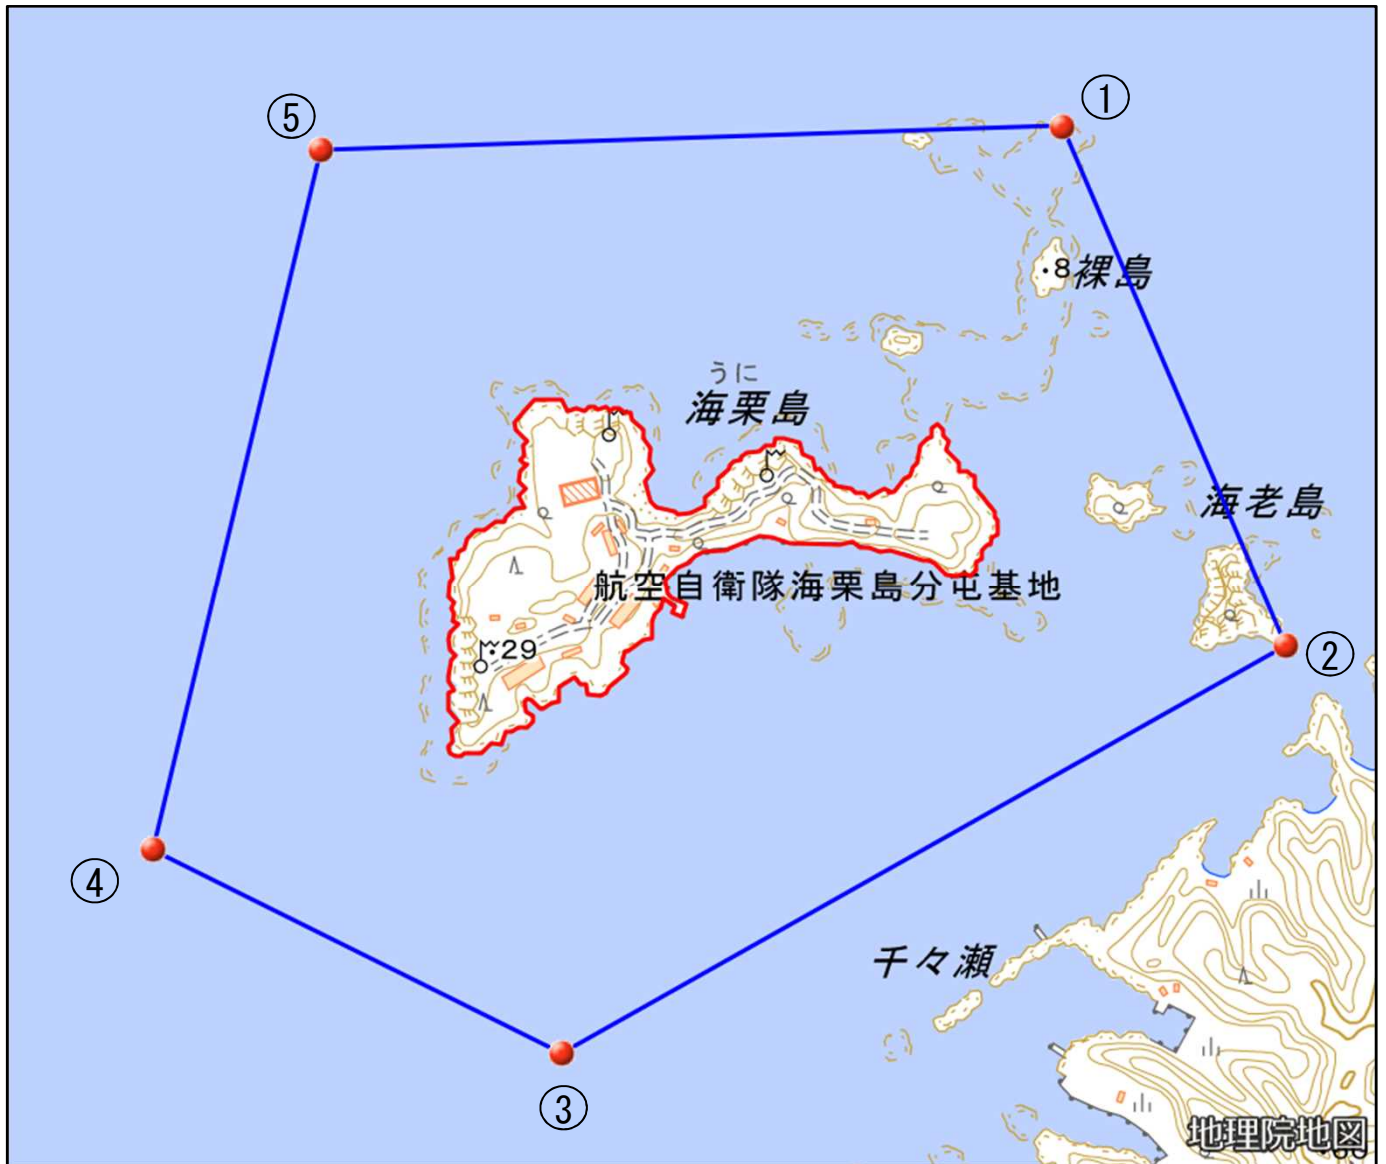 ⑤
①
・8裸島
うに
海栗島
海老島
航空自衛隊海栗島分屯基地
・29
②
④
千々瀬
③
地理院地図